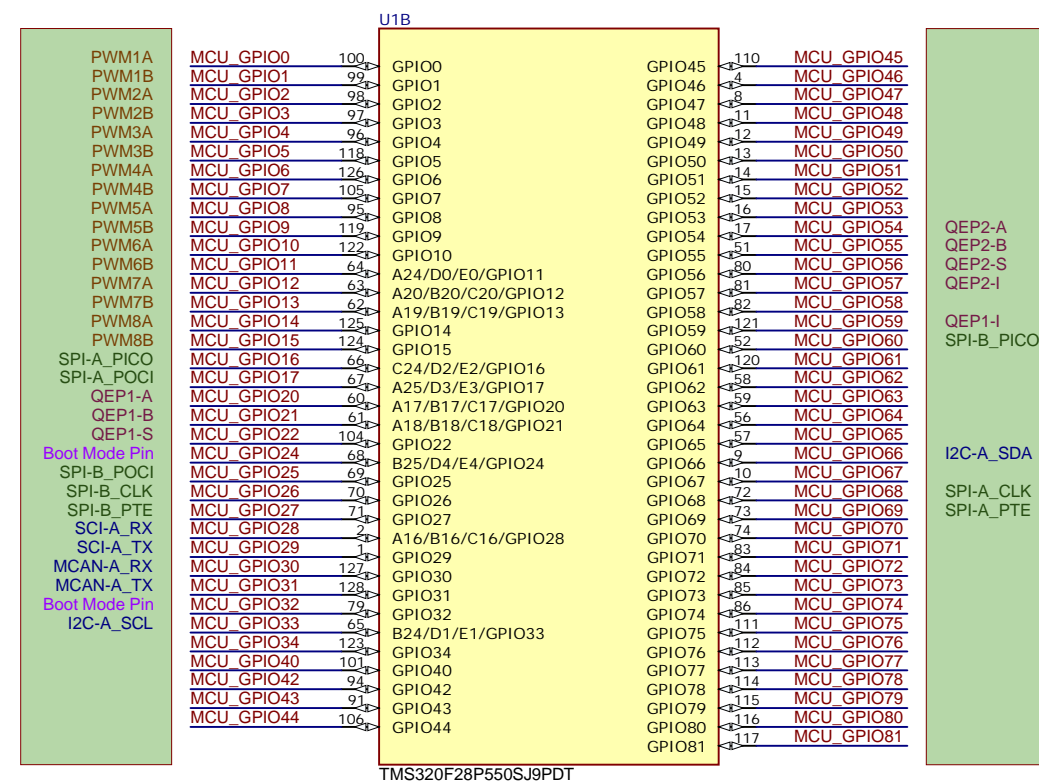 U1B
PWM1A MCU_GPIO0 100 GPIO0 GPIO45 110 MCU_GPIO45
PWM1B MCU_GPIO1 99 GPIO1 GPIO46 4 MCU_GPIO46
PWM2A MCU_GPIO2 98 GPIO2 GPIO47 8 MCU_GPIO47
PWM2B MCU_GPIO3 97 GPIO3 GPIO48 11 MCU_GPIO48
PWM3A MCU_GPIO4 96 GPIO4 GPIO49 12 MCU_GPIO49
PWM3B MCU_GPIO5 118 GPIO5 GPIO50 13 MCU_GPIO50
PWM4A MCU_GPIO6 126 GPIO6 GPIO51 14 MCU_GPIO51
PWM4B MCU_GPIO7 105 GPIO7 GPIO52 15 MCU_GPIO52
PWM5A MCU_GPIO8 95 GPIO8 GPIO53 16 MCU_GPIO53
PWM5B MCU_GPIO9 119 GPIO9 GPIO54 17 MCU_GPIO54 QEP2-A
PWM6A MCU_GPIO10 122 GPIO10 GPIO55 51 MCU_GPIO55 QEP2-B
PWM6B MCU_GPIO11 64 A24/D0/E0/GPIO11 GPIO56 80 MCU_GPIO56 QEP2-S
PWM7A MCU_GPIO12 63 A20/B20/C20/GPIO12 GPIO57 81 MCU_GPIO57 QEP2-I
PWM7B MCU_GPIO13 62 A19/B19/C19/GPIO13 GPIO58 82 MCU_GPIO58
PWM8A MCU_GPIO14 125 GPIO14 GPIO59 121 MCU_GPIO59 QEP1-I
PWM8B MCU_GPIO15 124 GPIO15 GPIO60 52 MCU_GPIO60 SPI-B_PICO
SPI-A_PICO MCU_GPIO16 66 C24/D2/E2/GPIO16 GPIO61 120 MCU_GPIO61
SPI-A_POCI MCU_GPIO17 67 A25/D3/E3/GPIO17 GPIO62 58 MCU_GPIO62
QEP1-A MCU_GPIO20 60 A17/B17/C17/GPIO20 GPIO63 59 MCU_GPIO63
QEP1-B MCU_GPIO21 61 A18/B18/C18/GPIO21 GPIO64 56 MCU_GPIO64
QEP1-S MCU_GPIO22 104 GPIO22 GPIO65 57 MCU_GPIO65
Boot Mode Pin MCU_GPIO24 68 B25/D4/E4/GPIO24 GPIO66 9 MCU_GPIO66 I2C-A_SDA
SPI-B_POCI MCU_GPIO25 69 GPIO25 GPIO67 10 MCU_GPIO67
SPI-B_CLK MCU_GPIO26 70 GPIO26 GPIO68 72 MCU_GPIO68 SPI-A_CLK
SPI-B_PTE MCU_GPIO27 71 GPIO27 GPIO69 73 MCU_GPIO69 SPI-A_PTE
SCI-A_RX MCU_GPIO28 2 A16/B16/C16/GPIO28 GPIO70 74 MCU_GPIO70
SCI-A_TX MCU_GPIO29 1 GPIO29 GPIO71 83 MCU_GPIO71
MCAN-A_RX MCU_GPIO30 127 GPIO30 GPIO72 84 MCU_GPIO72
MCAN-A_TX MCU_GPIO31 128 GPIO31 GPIO73 85 MCU_GPIO73
Boot Mode Pin MCU_GPIO32 79 GPIO32 GPIO74 86 MCU_GPIO74
I2C-A_SCL MCU_GPIO33 65 B24/D1/E1/GPIO33 GPIO75 111 MCU_GPIO75
MCU_GPIO34 123 GPIO34 GPIO76 112 MCU_GPIO76
MCU_GPIO40 101 GPIO40 GPIO77 113 MCU_GPIO77
MCU_GPIO42 94 GPIO42 GPIO78 114 MCU_GPIO78
MCU_GPIO43 91 GPIO43 GPIO79 115 MCU_GPIO79
MCU_GPIO44 106 GPIO44 GPIO80 116 MCU_GPIO80
GPIO81 117 MCU_GPIO81
TMS320F28P550SJ9PDT